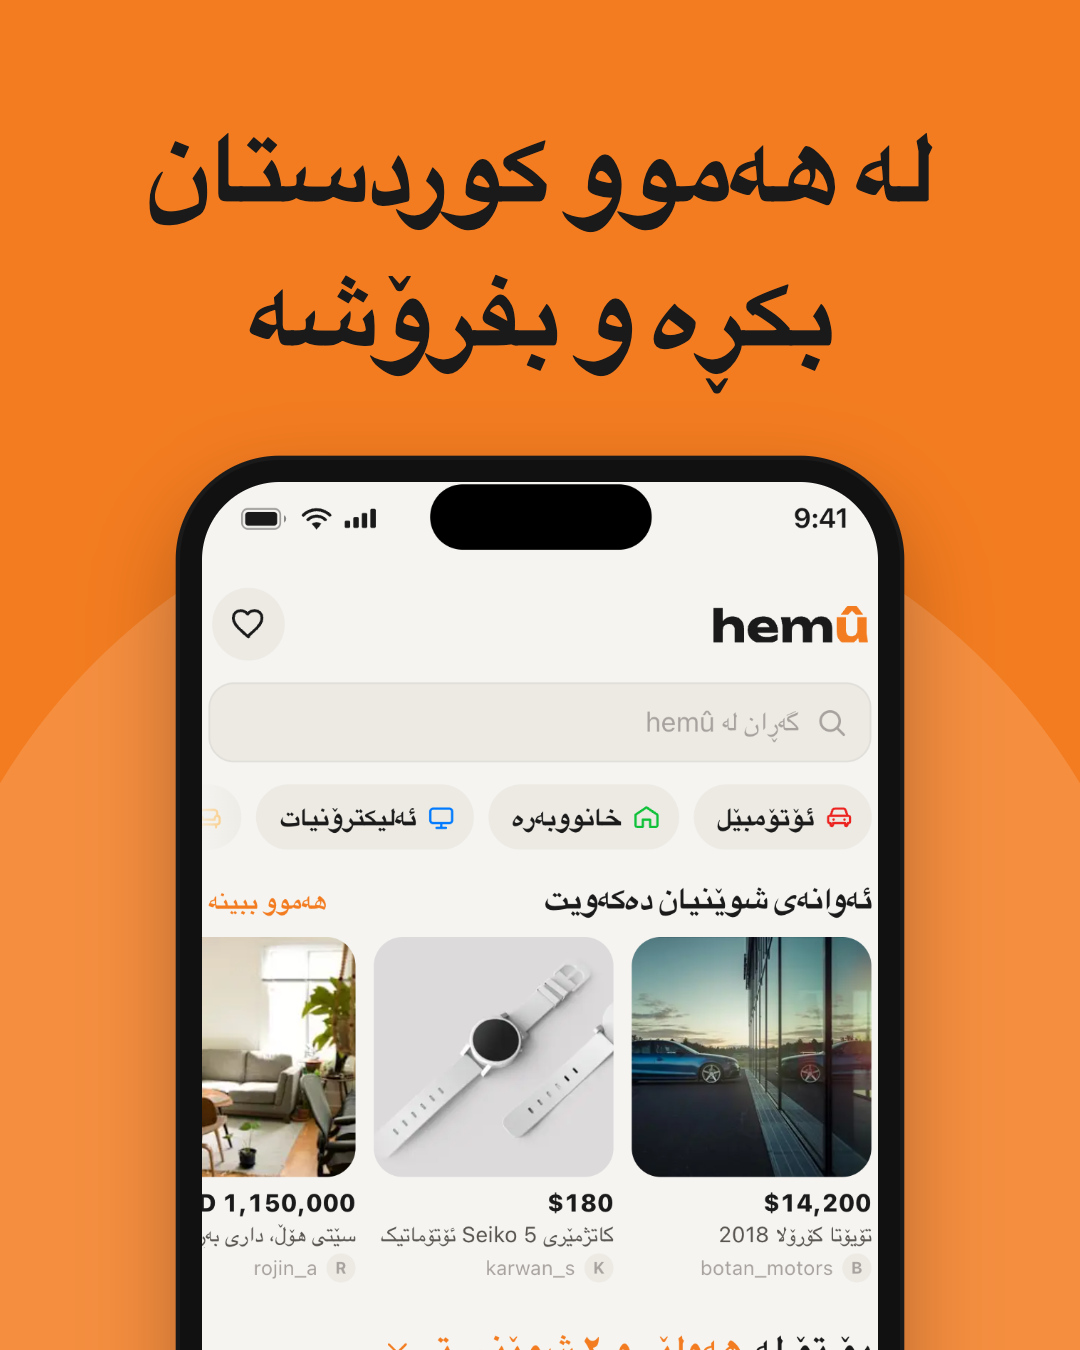 لە هەموو کوردستان
بکڕە و بفرۆشە
9:41
hemû
گەڕان لە hemû
ئۆتۆمبێل
خانووبەرە
ئەلیکترۆنیات
ئەوانەی شوێنیان دەکەویت
هەموو ببینە
$14,200
$180
1,150,000
تۆیۆتا کۆرۆلا 2018
کاتژمێری Seiko 5 ئۆتۆماتیک
سێتی هۆڵ، داری
B botan_motors
K karwan_s
R rojin_a